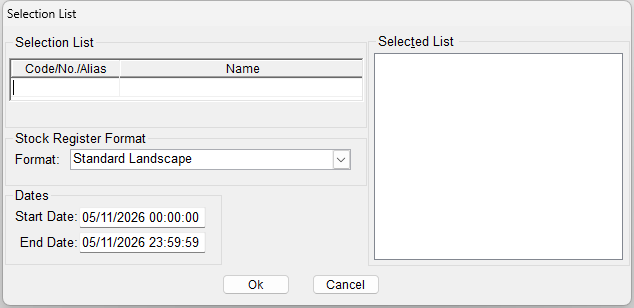 Selection List
Selection List
Code/No./Alias Name
Stock Register Format
Format: Standard Landscape
Dates
Start Date: 05/11/2026 00:00:00
End Date: 05/11/2026 23:59:59
Selected List
Ok Cancel